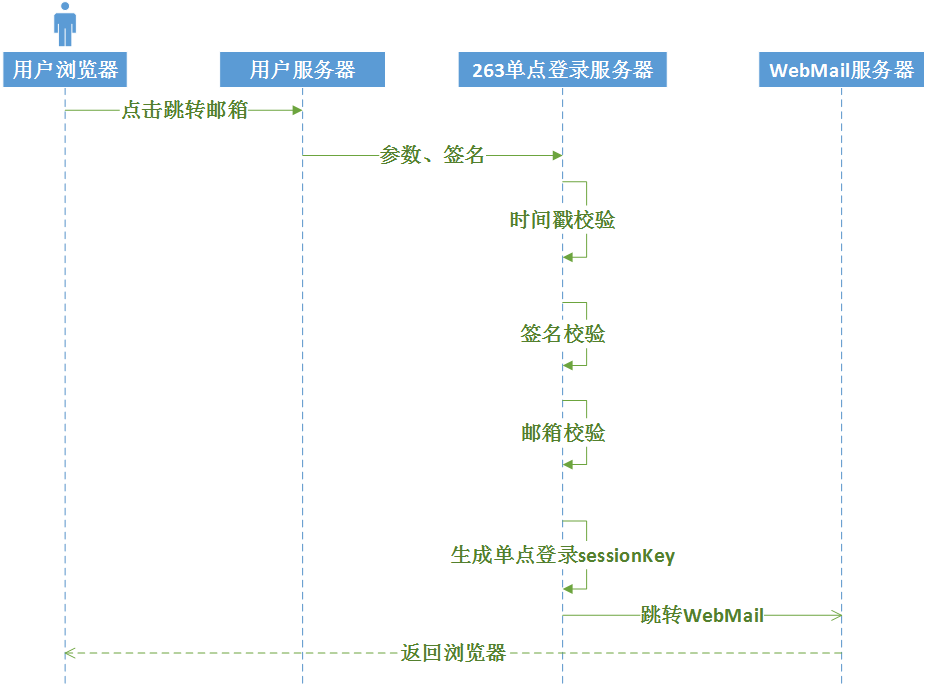 用户浏览器
用户服务器
263单点登录服务器
WebMail服务器
点击跳转邮箱
参数、签名
时间戳校验
签名校验
邮箱校验
生成单点登录sessionKey
跳转WebMail
返回浏览器